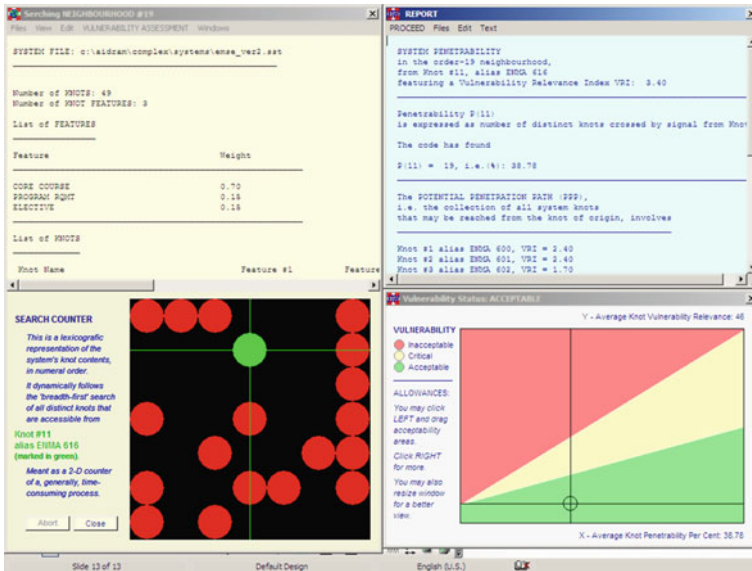 Serching NEIGHBOURHOOD #19
Files View Edit VULNERABILITY ASSESSMENT Windows
SYSTEM FILE: c:\aidram\complex\systems\emse_ver2.sst
Number of KNOTS: 49
Number of KNOT FEATURES: 3
List of FEATURES
Feature Weight
CORE COURSE 0.70
PROGRAM RQMT 0.15
ELECTIVE 0.15
List of KNOTS
Knot Name Feature #1 Feature
REPORT
PROCEED Files Edit Text
SYSTEM PENETRABILITY
in the order-19 neighbourhood,
from Knot #11, alias ENMA 616
featuring a Vulnerability Relevance Index VRI: 3.40
Penetrability P(11)
is expressed as number of distinct knots crossed by signal from Knot
The code has found
P(11) = 19, i.e.(%): 38.78
The POTENTIAL PENETRATION PATH (PPP),
i.e. the collection of all system knots
that may be reached from the knot of origin, involves
Knot #1 alias ENMA 600, VRI = 2.40
Knot #2 alias ENMA 601, VRI = 2.40
Knot #3 alias ENMA 602, VRI = 1.70
SEARCH COUNTER
This is a lexicografic
representation of the
system's knot contents,
in numeral order.
It dynamically follows
the 'breadth-first' search
of all distinct knots that
are accessible from
Knot #11
alias ENMA 616
(marked in green).
Meant as a 2-D counter
of a, generally, time-
consuming process.
Abort Close
Vulnerability Status: ACCEPTABLE
Y - Average Knot Vulnerability Relevance: 46
VULNERABILITY
Inacceptable
Critical
Acceptable
ALLOWANCES:
You may click
LEFT and drag
acceptability
areas.
Click RIGHT
for more.
You may also
resize window
for a better
view.
X - Average Knot Penetrability Per Cent: 38.78
Slide 13 of 13 Default Design English (U.S.)